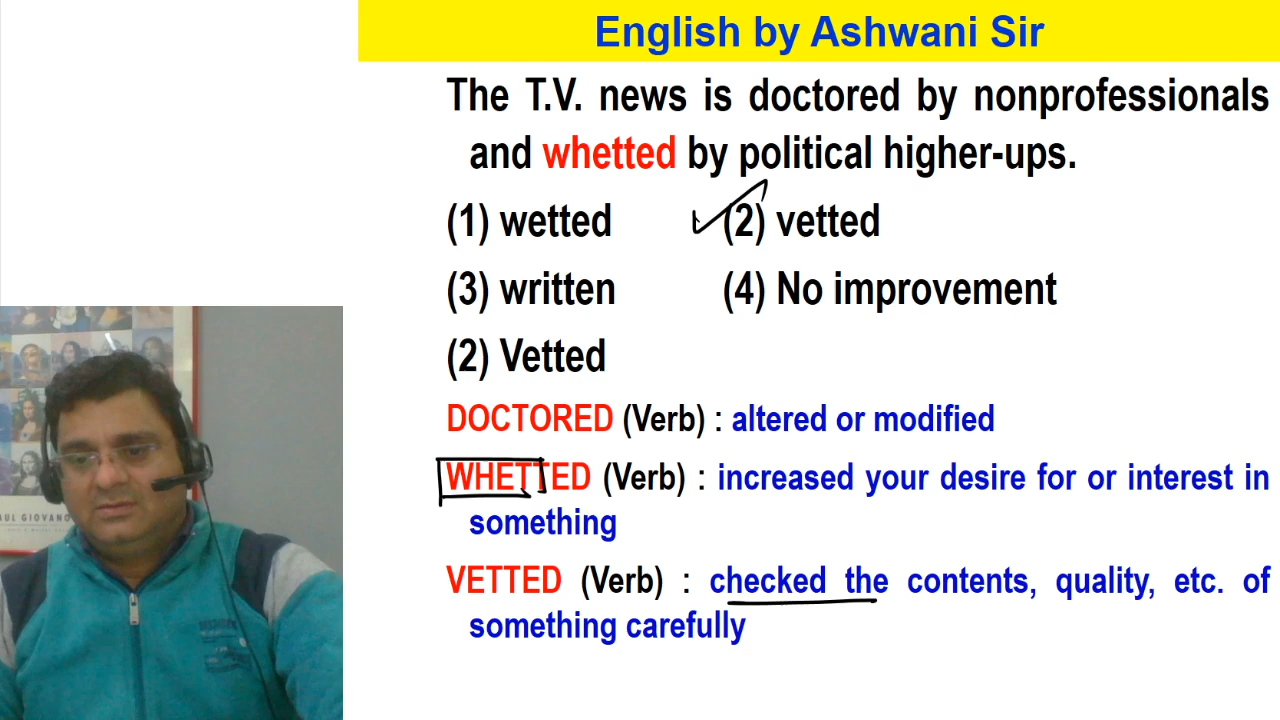 English by Ashwani Sir
The T.V. news is doctored by nonprofessionals
and whetted by political higher-ups.
(1) wetted (2) vetted
(3) written (4) No improvement
(2) Vetted
DOCTORED (Verb) : altered or modified
WHETTED (Verb) : increased your desire for or interest in
something
VETTED (Verb) : checked the contents, quality, etc. of
something carefully
AUL GIOVANO